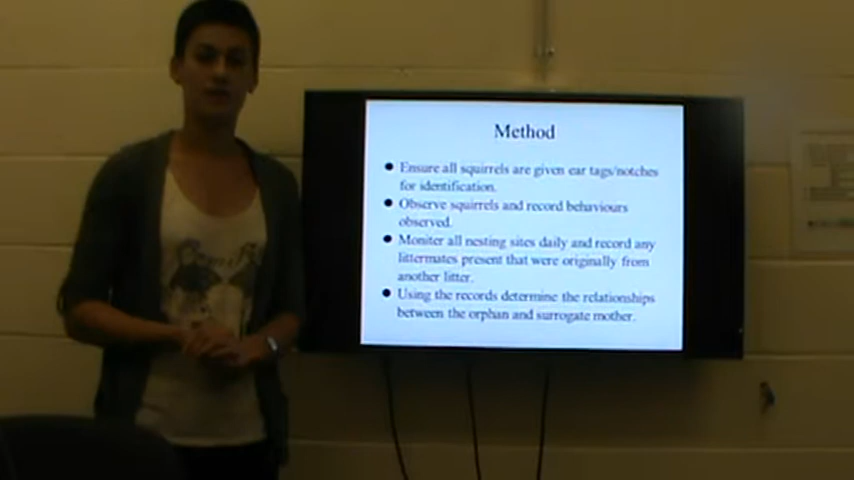 Method
● Ensure all squirrels are given ear tags/notches
for identification.
● Observe squirrels and record behaviours
observed.
● Moniter all nesting sites daily and record any
littermates present that were originally from
another litter.
● Using the records determine the relationships
between the orphan and surrogate mother.